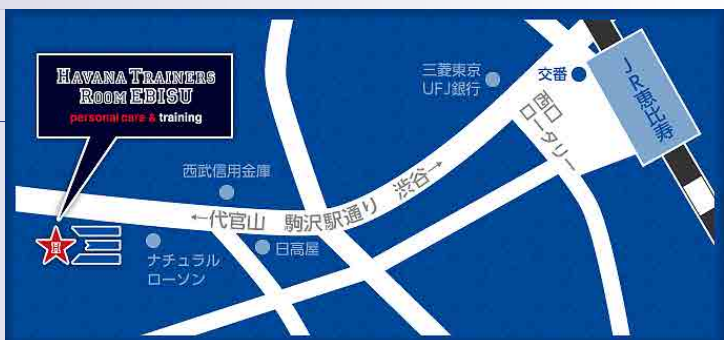 HAVANA TRAINERS
ROOM EBISU
personal care & training
三菱東京
UFJ銀行
交番
JR恵比寿
西口
ロータリー
西武信用金庫
←代官山 駒沢駅通り 渋谷→
日高屋
ナチュラル
ローソン